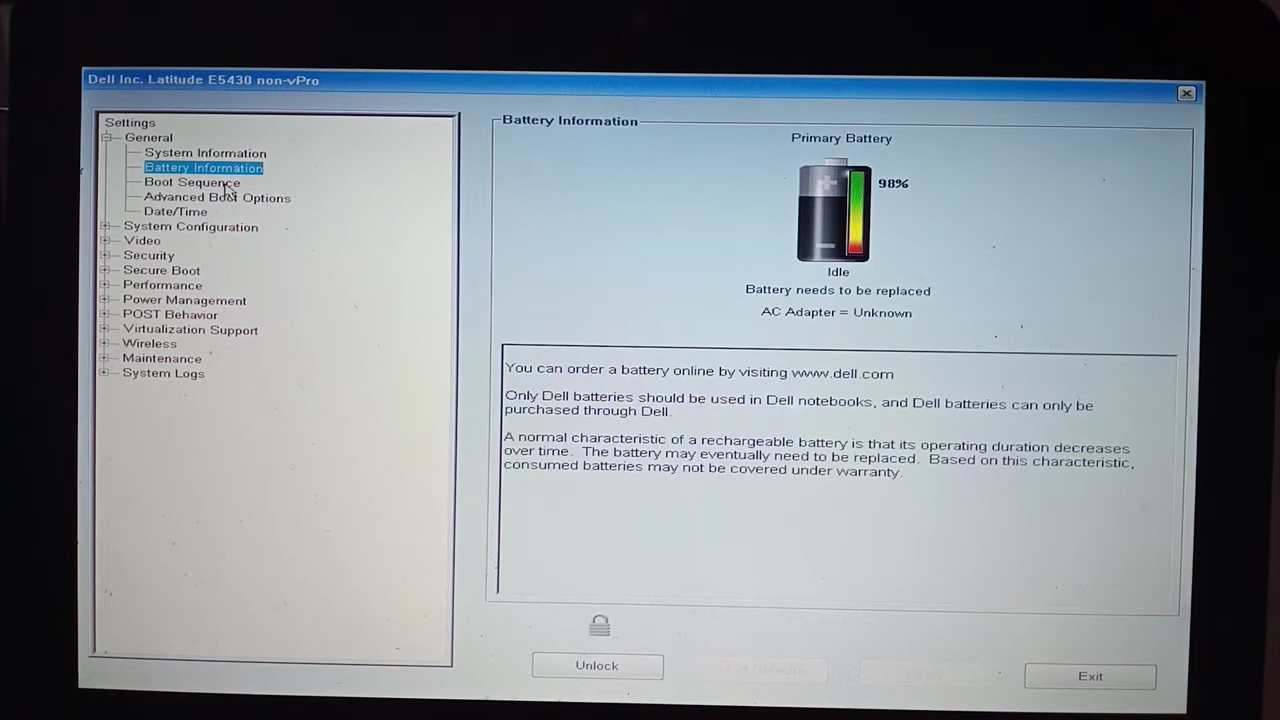 Dell Inc. Latitude E5430 non-vPro
Settings
General
System Information
Battery Information
Boot Sequence
Advanced Boot Options
Date/Time
System Configuration
Video
Security
Secure Boot
Performance
Power Management
POST Behavior
Virtualization Support
Wireless
Maintenance
System Logs
Battery Information
Primary Battery
98%
Idle
Battery needs to be replaced
AC Adapter = Unknown
You can order a battery online by visiting www.dell.com
Only Dell batteries should be used in Dell notebooks, and Dell batteries can only be
purchased through Dell.
A normal characteristic of a rechargeable battery is that its operating duration decreases
over time. The battery may eventually need to be replaced. Based on this characteristic,
consumed batteries may not be covered under warranty.
Unlock
Exit